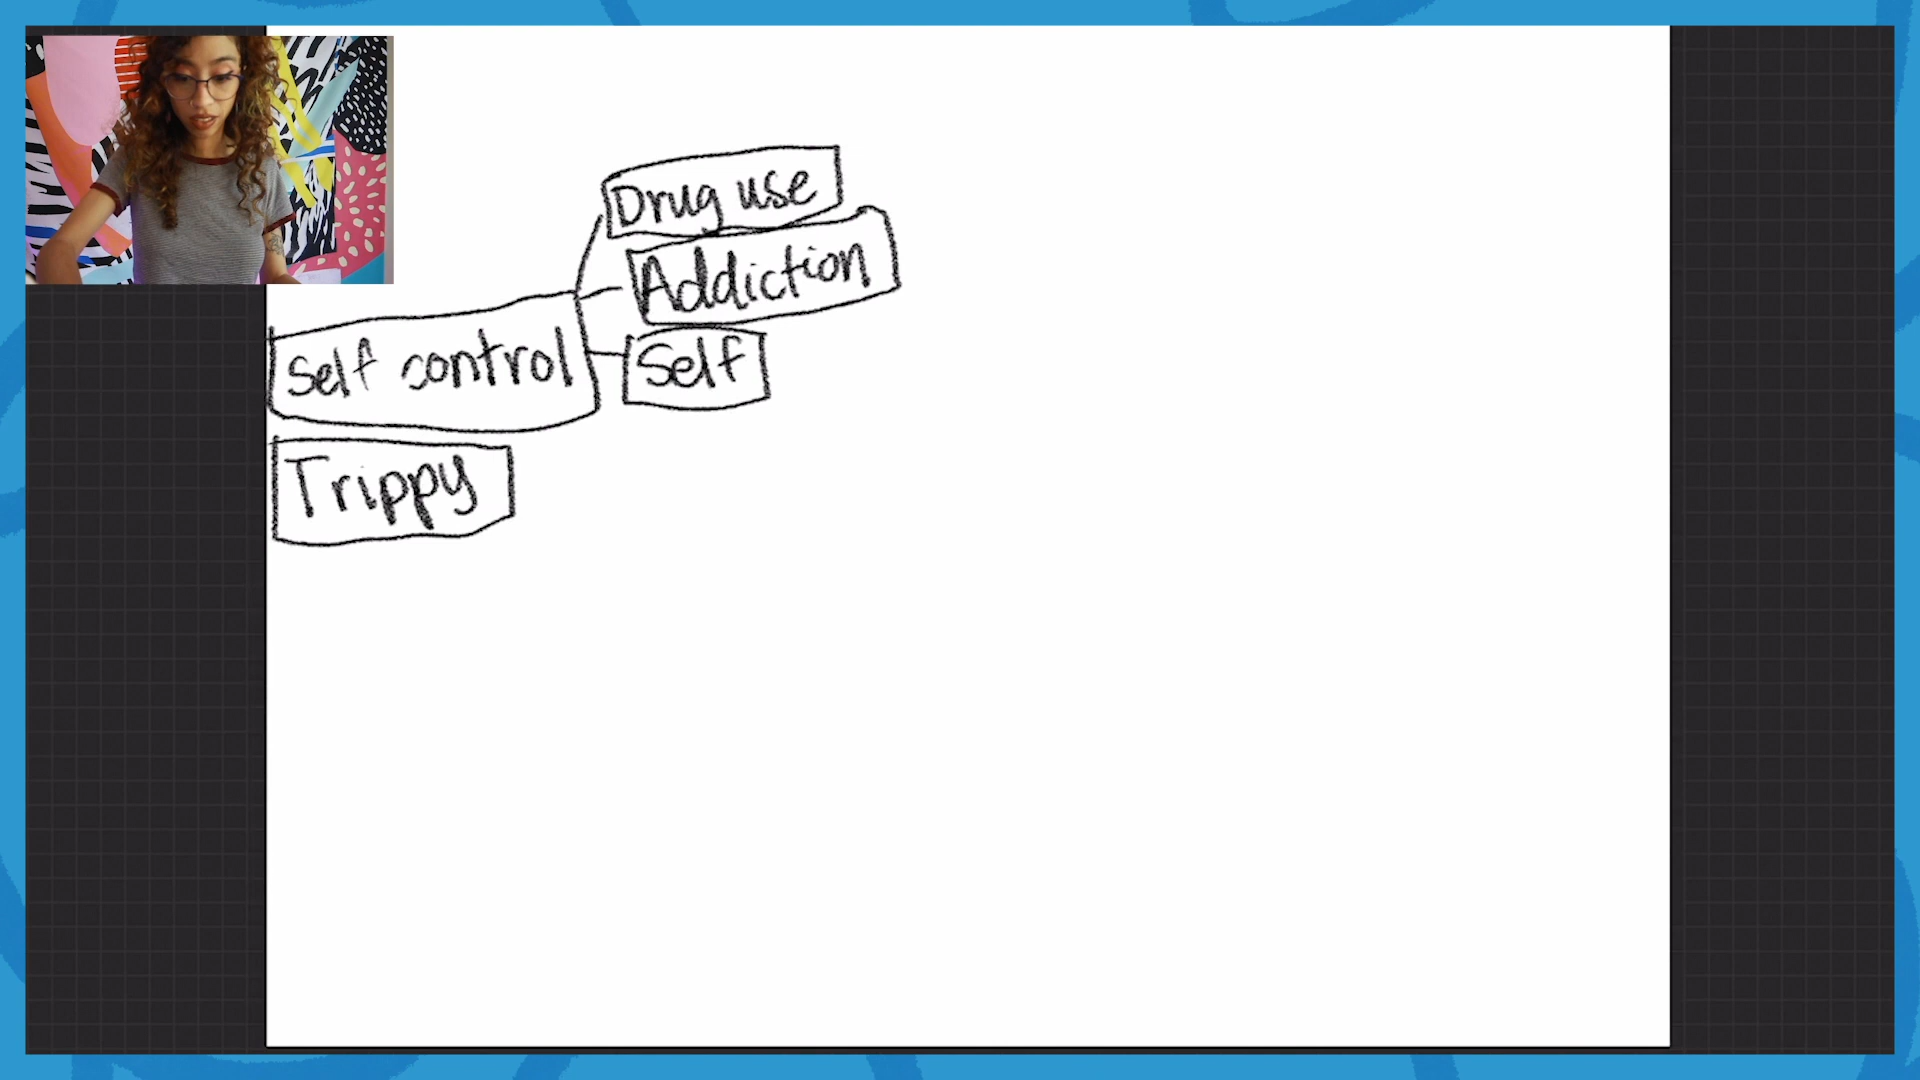 Drug use
Addiction
Self control
Self
Trippy